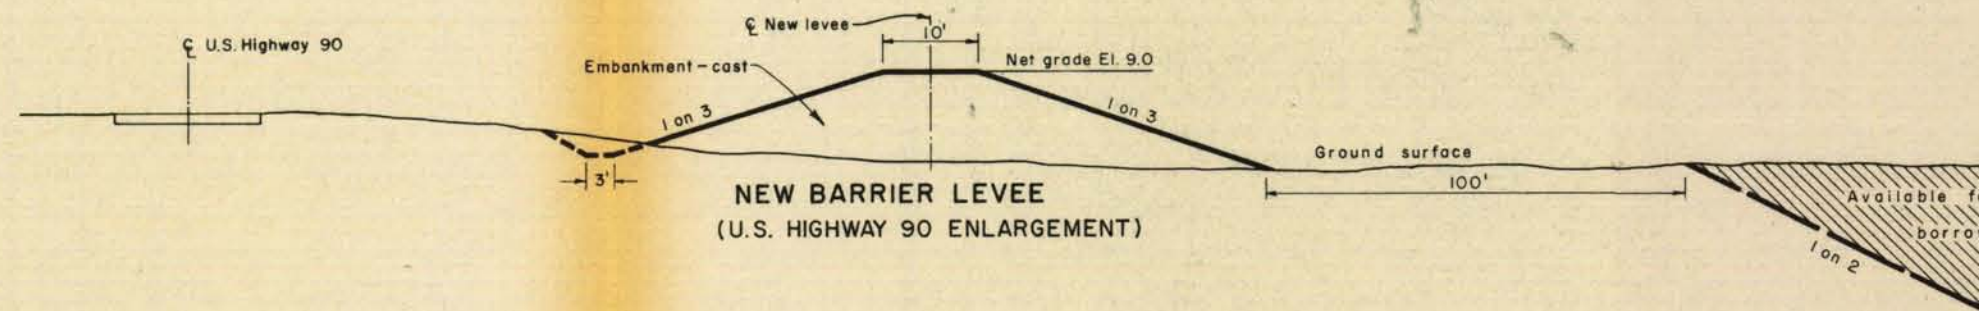 ℄ U.S. Highway 90
℄ New levee
10'
Embankment-cast
Net grade El. 9.0
1 on 3
1 on 3
Ground surface
3'
100'
NEW BARRIER LEVEE
(U.S. HIGHWAY 90 ENLARGEMENT)
Available
1 on 2